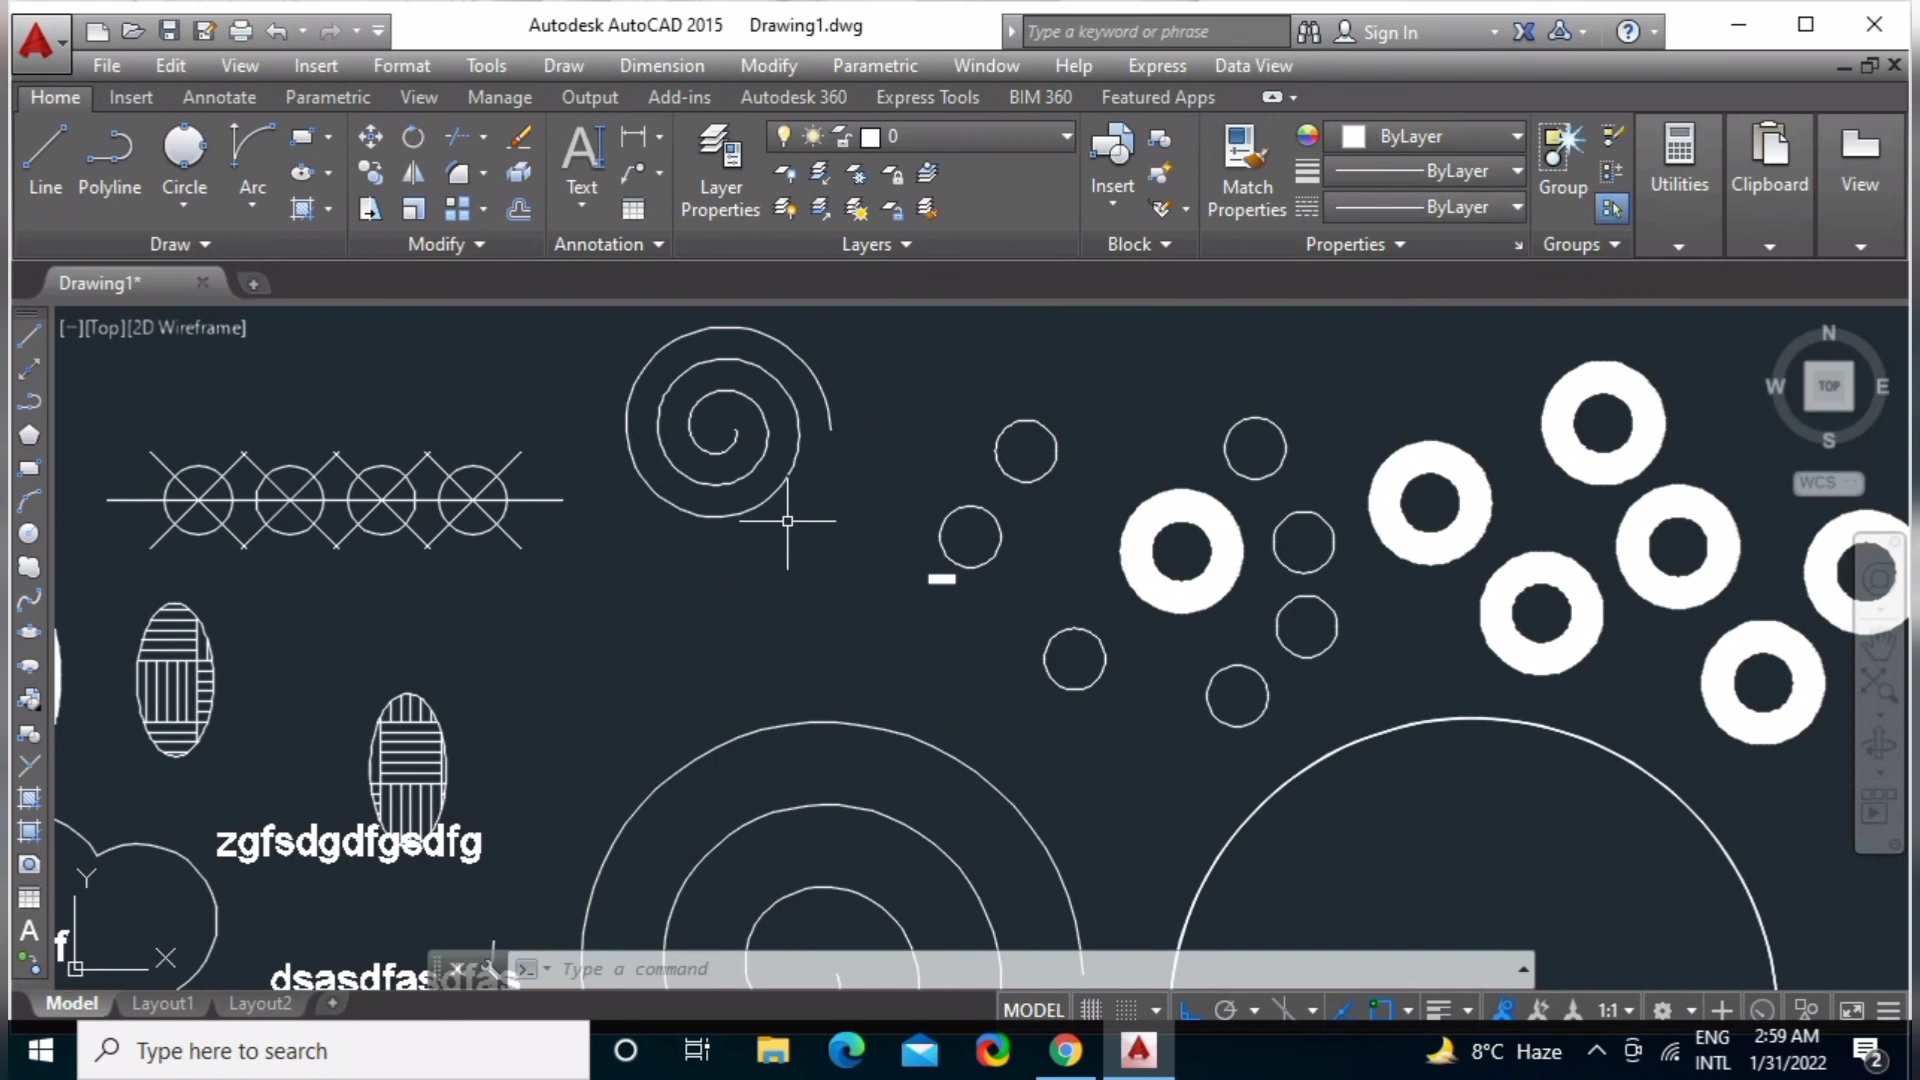 Autodesk AutoCAD 2015 Drawing1.dwg
Type a keyword or phrase
Sign In
File Edit View Insert Format Tools Draw Dimension Modify Parametric Window Help Express Data View
Home Insert Annotate Parametric View Manage Output Add-ins Autodesk 360 Express Tools BIM 360 Featured Apps
0
ByLayer
ByLayer
ByLayer
Line Polyline Circle Arc
Text
Layer Properties
Insert
Match Properties
Group
Utilities
Clipboard
View
Draw Modify Annotation Layers Block Properties Groups
Drawing1*
[−][Top][2D Wireframe]
N
W TOP E
S
WCS
zgfsdgdfgsdfg
Y
f
X
dsasdfasdfas
Type a command
A
Model Layout1 Layout2
MODEL
1:1
Type here to search
8°C Haze
ENG
INTL
2:59 AM
1/31/2022
2